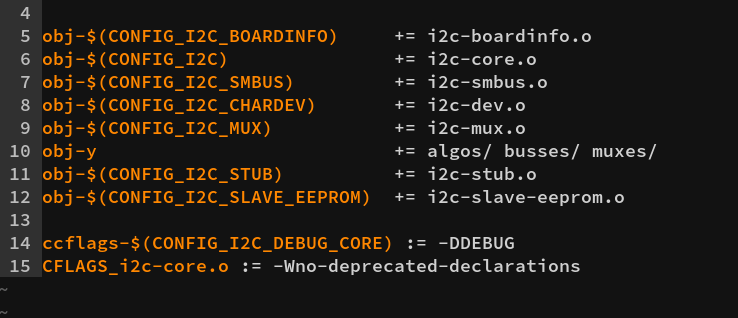 4
5 obj-$(CONFIG_I2C_BOARDINFO)     += i2c-boardinfo.o
6 obj-$(CONFIG_I2C)               += i2c-core.o
7 obj-$(CONFIG_I2C_SMBUS)         += i2c-smbus.o
8 obj-$(CONFIG_I2C_CHARDEV)       += i2c-dev.o
9 obj-$(CONFIG_I2C_MUX)           += i2c-mux.o
10 obj-y                           += algos/ busses/ muxes/
11 obj-$(CONFIG_I2C_STUB)          += i2c-stub.o
12 obj-$(CONFIG_I2C_SLAVE_EEPROM)  += i2c-slave-eeprom.o
13
14 ccflags-$(CONFIG_I2C_DEBUG_CORE) := -DDEBUG
15 CFLAGS_i2c-core.o := -Wno-deprecated-declarations
~
~